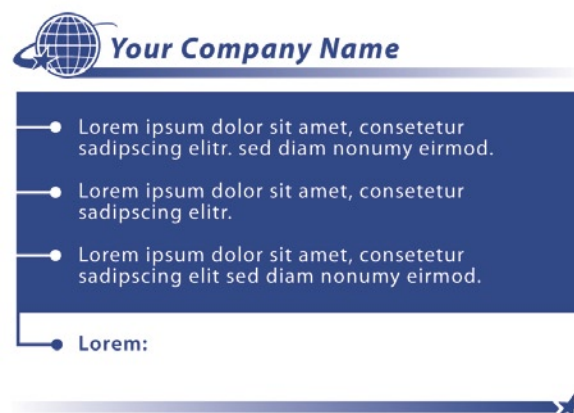 Your Company Name
Lorem ipsum dolor sit amet, consetetur
sadipscing elitr. sed diam nonumy eirmod.
Lorem ipsum dolor sit amet, consetetur
sadipscing elitr.
Lorem ipsum dolor sit amet, consetetur
sadipscing elit sed diam nonumy eirmod.
Lorem: